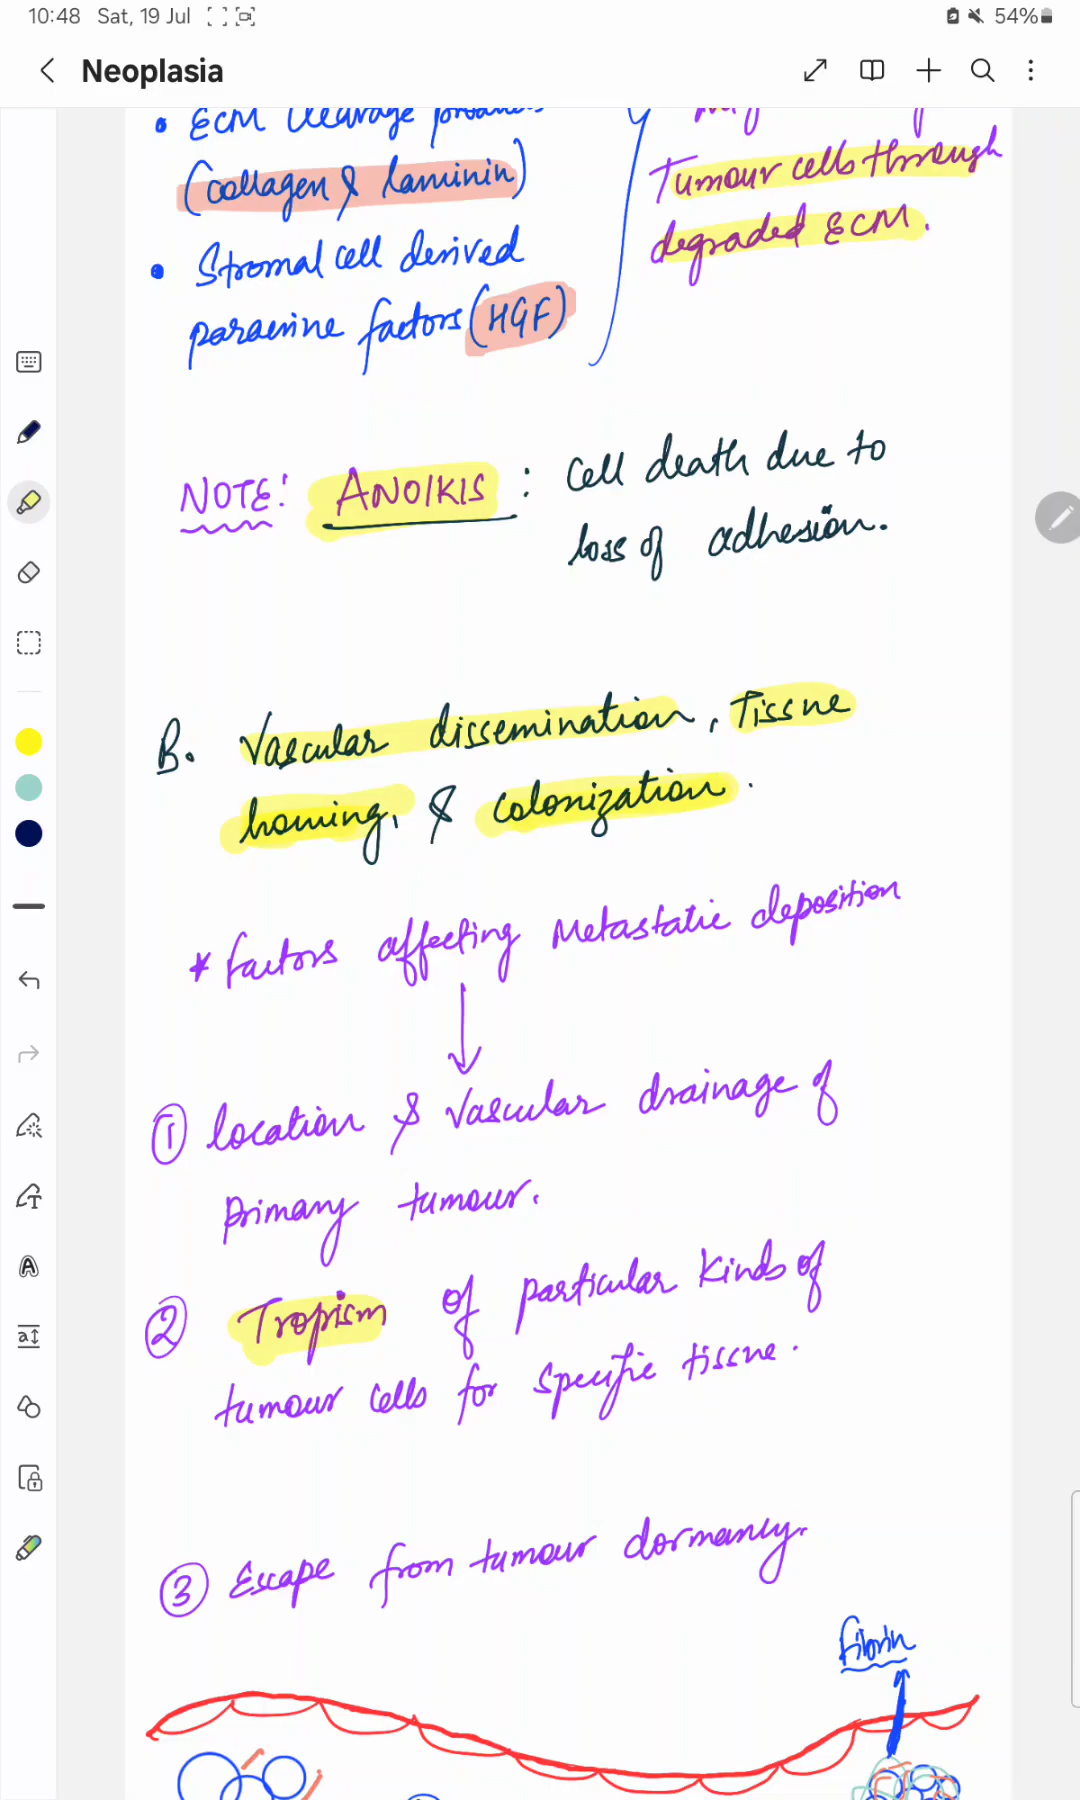 10:48 Sat, 19 Jul 54%
Neoplasia
• ECM Cleavage
(collagen & laminin)
• Stromal cell derived
paracrine factors (HGF)
Tumour cells through
degraded ECM.
NOTE! ANOIKIS : Cell death due to
loss of adhesion.
B. Vascular dissemination, Tissue
homing, & colonization.
* factors affecting Metastatic deposition
① location & vascular drainage of
primary tumour.
② Tropism of particular kinds of
tumour cells for specific tissue.
③ Escape from tumour dormancy.
fibrin